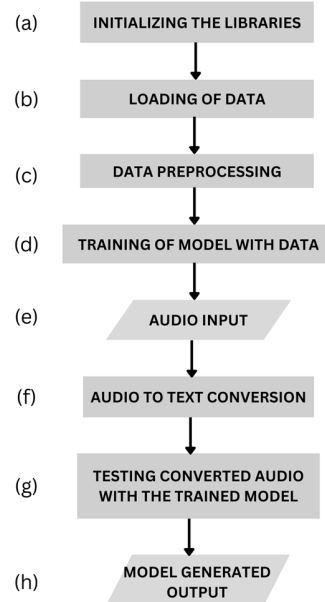 (a) INITIALIZING THE LIBRARIES
(b) LOADING OF DATA
(c) DATA PREPROCESSING
(d) TRAINING OF MODEL WITH DATA
(e) AUDIO INPUT
(f) AUDIO TO TEXT CONVERSION
(g) TESTING CONVERTED AUDIO
WITH THE TRAINED MODEL
(h) MODEL GENERATED
OUTPUT